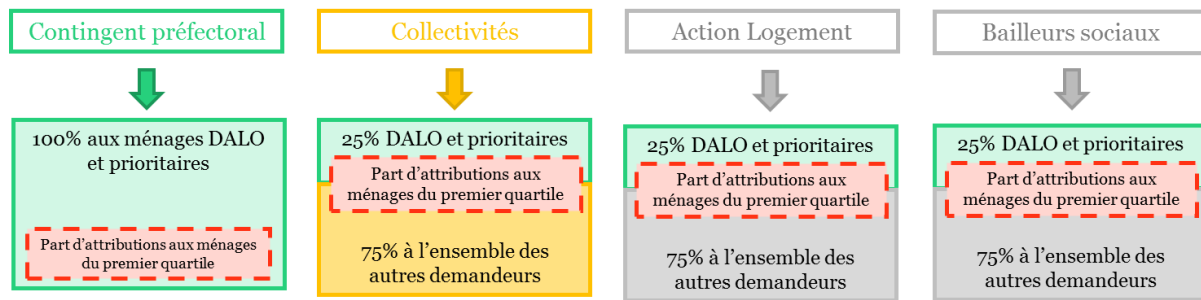 Contingent préfectoral
Collectivités
Action Logement
Bailleurs sociaux
100% aux ménages DALO
et prioritaires
Part d'attributions aux ménages
du premier quartile
25% DALO et prioritaires
Part d'attributions aux
ménages du premier quartile
75% à l'ensemble des
autres demandeurs
25% DALO et prioritaires
Part d'attributions aux
ménages du premier quartile
75% à l'ensemble des
autres demandeurs
25% DALO et prioritaires
Part d'attributions aux
ménages du premier quartile
75% à l'ensemble des
autres demandeurs